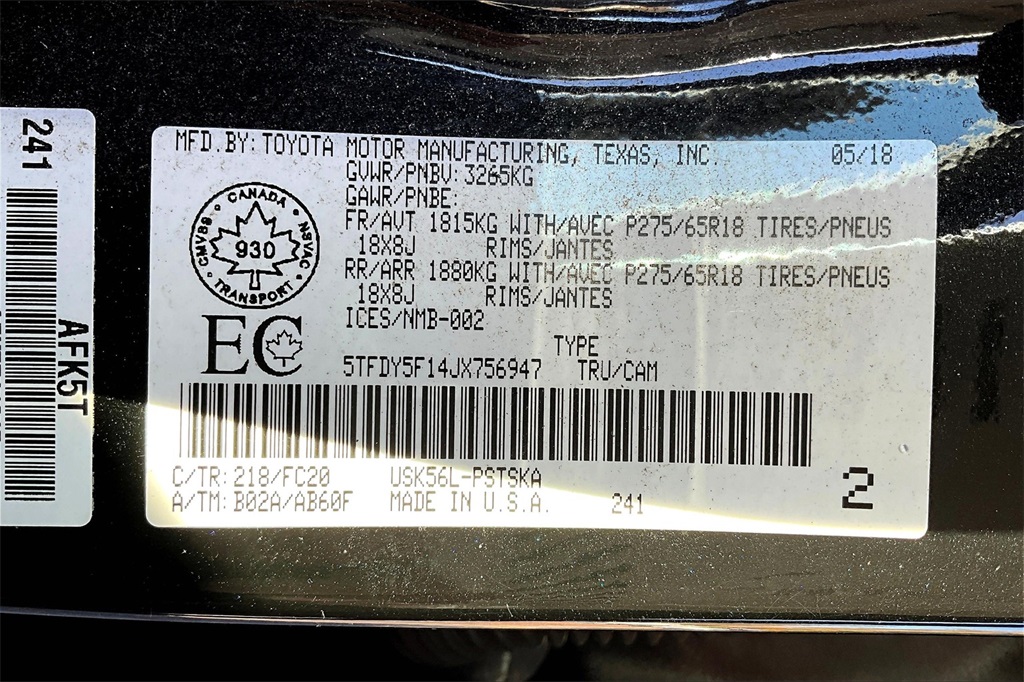 241
AFK5T
MFD.BY:TOYOTA MOTOR MANUFACTURING, TEXAS, INC. 05/18
GVWR/PNBV:3265KG
GAWR/PNBE:
FR/AVT 1815KG WITH/AVEC P275/65R18 TIRES/PNEUS
18X8J RIMS/JANTES
RR/ARR 1880KG WITH/AVEC P275/65R18 TIRES/PNEUS
18X8J RIMS/JANTES
ICES/NMB-002
CANADA
CMVSS
930
NSVAC
TRANSPORT
EC
TYPE
5TFDY5F14JX756947 TRU/CAM
C/TR:218/FC20 USK56L-PSTSKA
A/TM:B02A/AB60F MADE IN U.S.A. 241
2